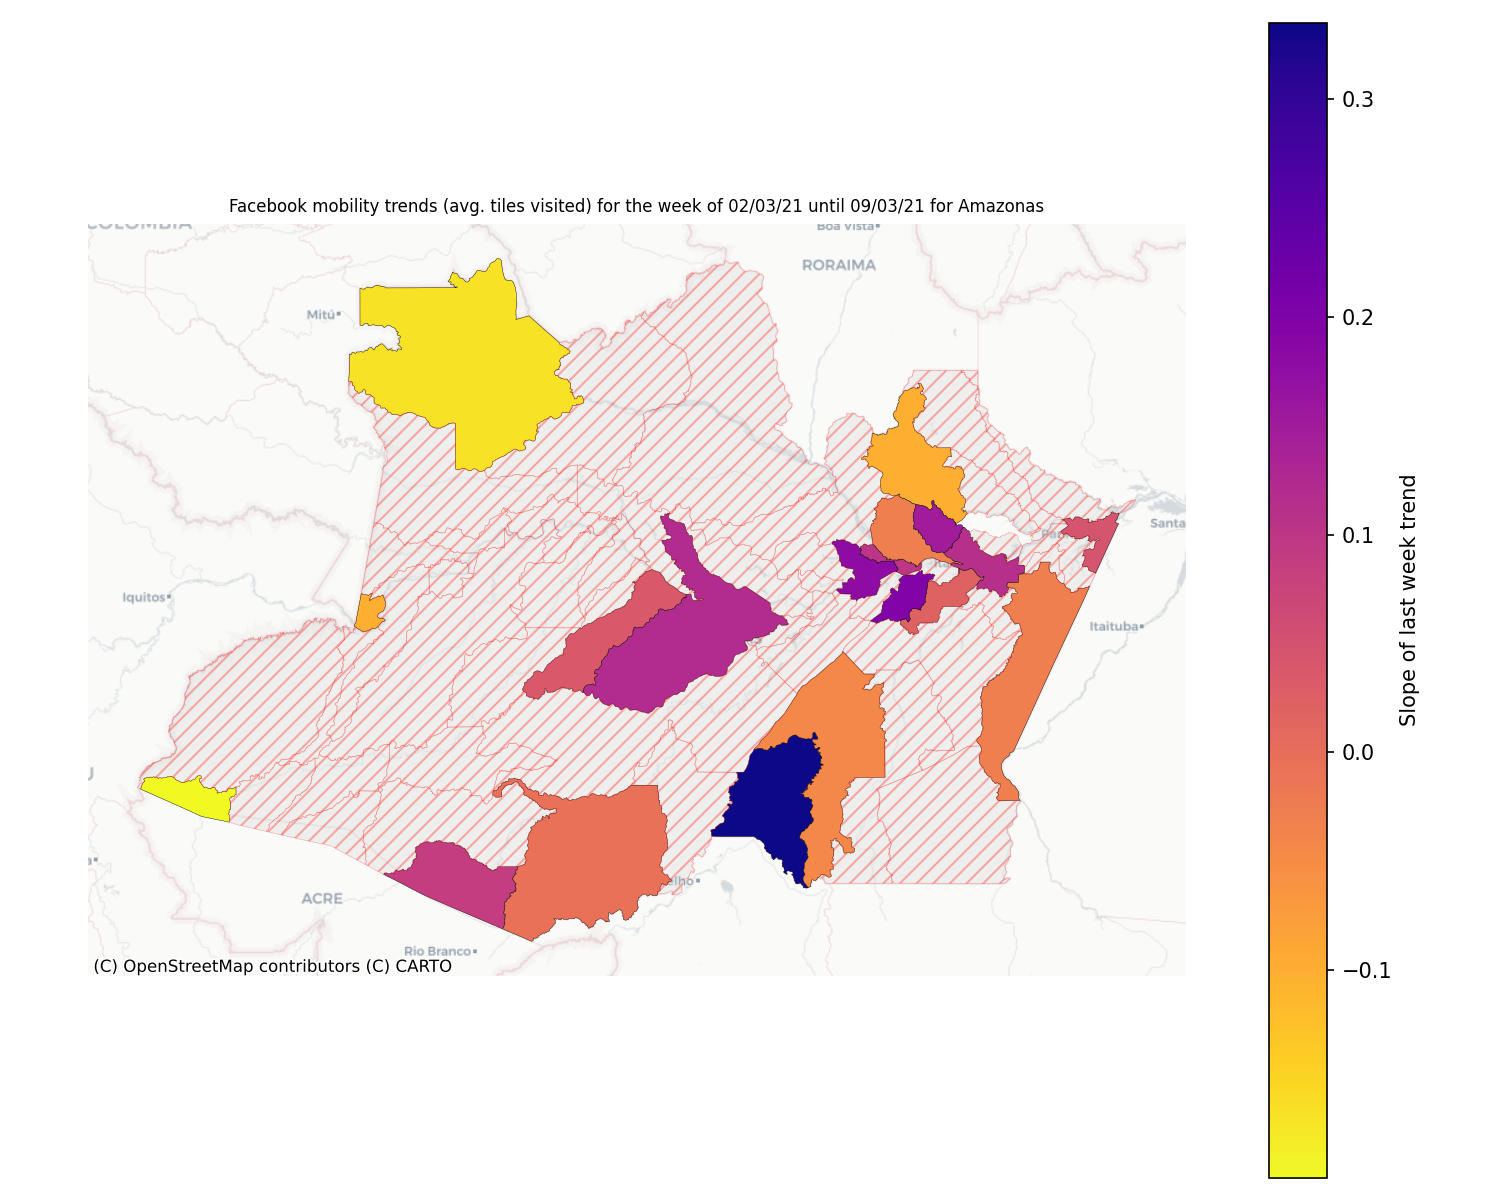 Facebook mobility trends (avg. tiles visited) for the week of 02/03/21 until 09/03/21 for Amazonas
COLOMBIA
Boa Vista
RORAIMA
Mitú
Santa
Iquitos
Itaituba
ACRE
Rio Branco
(C) OpenStreetMap contributors (C) CARTO
0.3
0.2
0.1
0.0
−0.1
Slope of last week trend